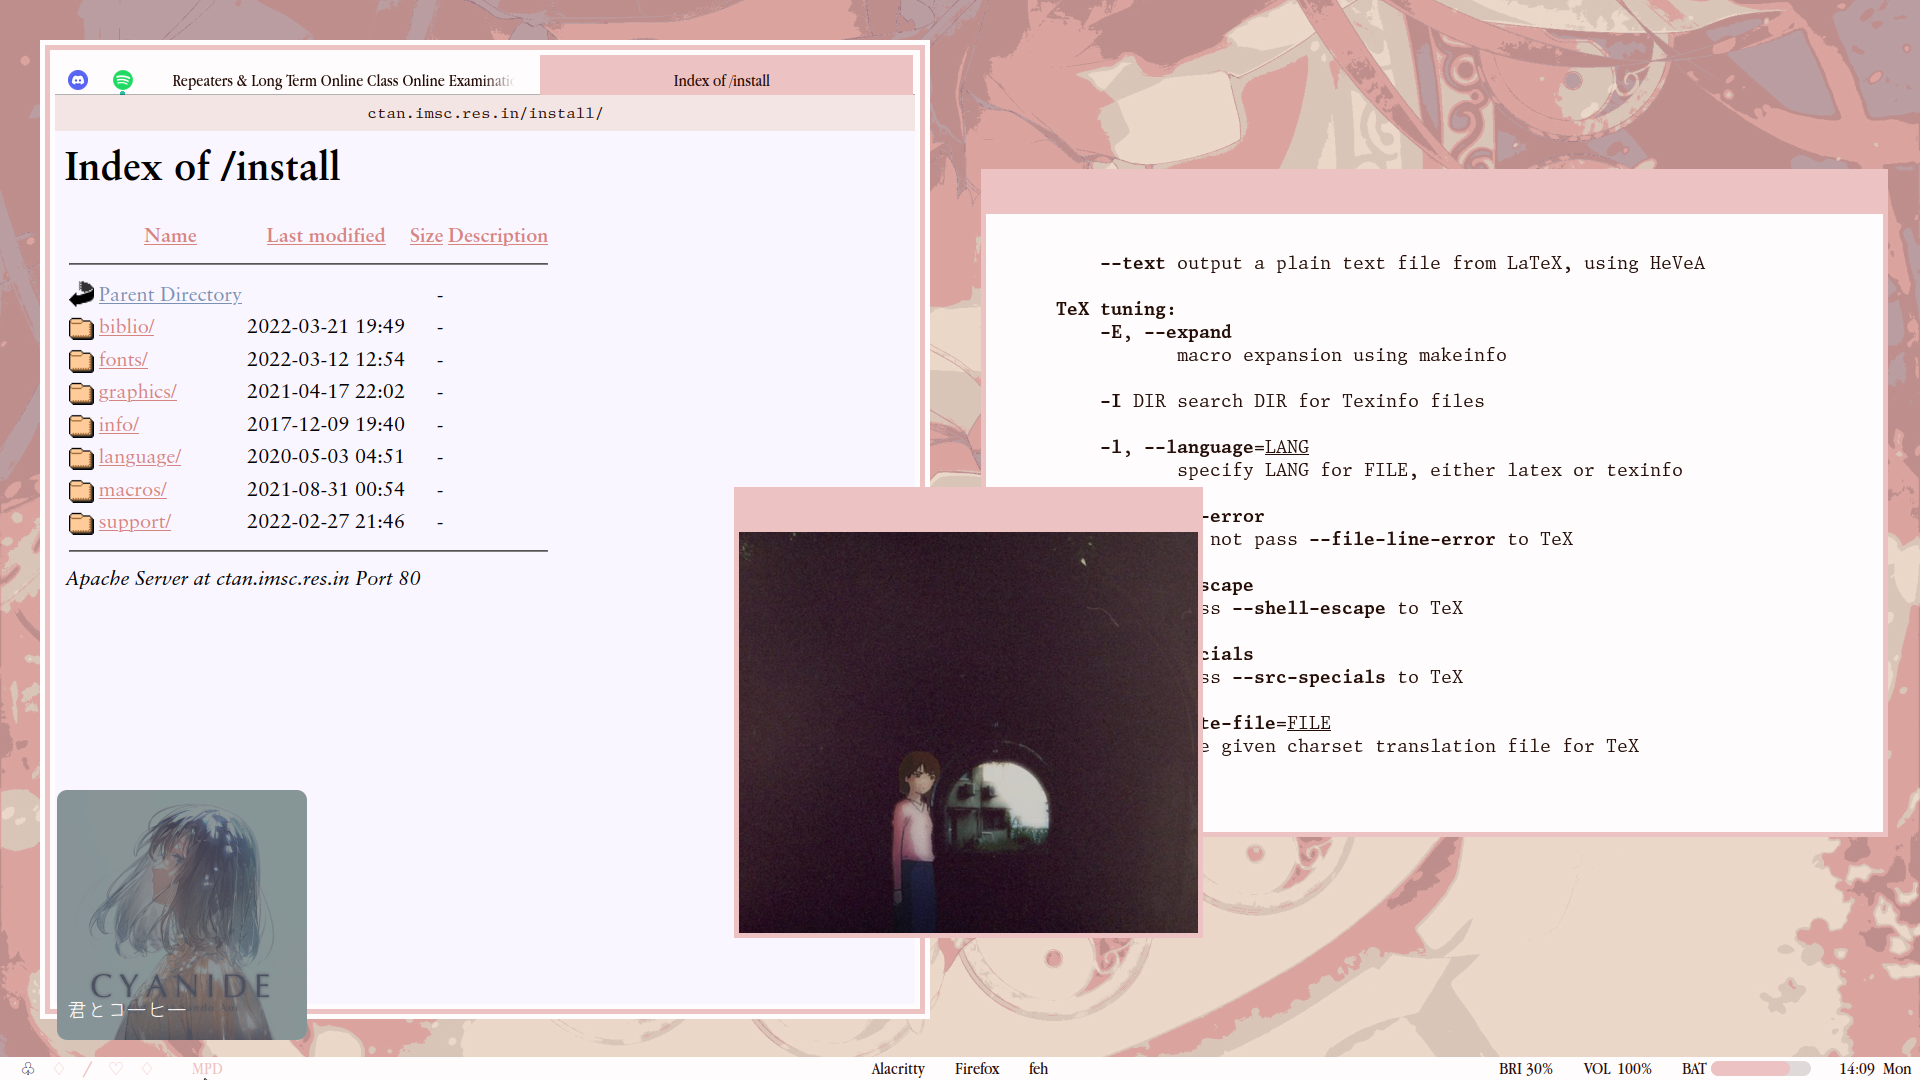 Repeaters & Long Term Online Class Online Examinatio
Index of /install
ctan.imsc.res.in/install/
Index of /install
Name Last modified Size Description
Parent Directory -
biblio/ 2022-03-21 19:49 -
fonts/ 2022-03-12 12:54 -
graphics/ 2021-04-17 22:02 -
info/ 2017-12-09 19:40 -
language/ 2020-05-03 04:51 -
macros/ 2021-08-31 00:54 -
support/ 2022-02-27 21:46 -
Apache Server at ctan.imsc.res.in Port 80
CYANIDE
君とコーヒー
--text output a plain text file from LaTeX, using HeVeA
TeX tuning:
-E, --expand
macro expansion using makeinfo
-I DIR search DIR for Texinfo files
-l, --language=LANG
specify LANG for FILE, either latex or texinfo
-error
not pass --file-line-error to TeX
scape
ss --shell-escape to TeX
cials
ss --src-specials to TeX
te-file=FILE
e given charset translation file for TeX
MPD
Alacritty Firefox feh
BRI 30% VOL 100% BAT 14:09 Mon